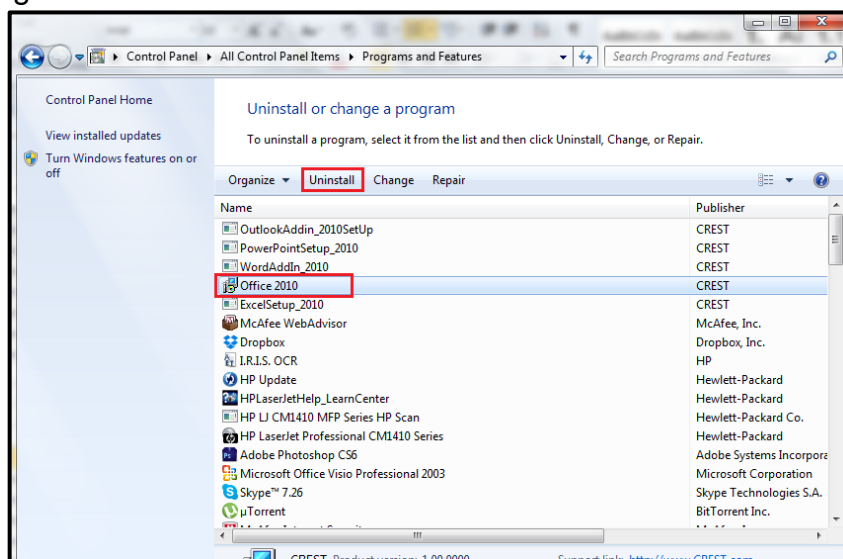 Control Panel ▸ All Control Panel Items ▸ Programs and Features
Search Programs and Features
Control Panel Home
View installed updates
Turn Windows features on or
off
Uninstall or change a program
To uninstall a program, select it from the list and then click Uninstall, Change, or Repair.
Organize Uninstall Change Repair
Name Publisher
OutlookAddin_2010SetUp CREST
PowerPointSetup_2010 CREST
WordAddIn_2010 CREST
Office 2010 CREST
ExcelSetup_2010 CREST
McAfee WebAdvisor McAfee, Inc.
Dropbox Dropbox, Inc.
I.R.I.S. OCR HP
HP Update Hewlett-Packard
HPLaserJetHelp_LearnCenter Hewlett-Packard
HP LJ CM1410 MFP Series HP Scan Hewlett-Packard Co.
HP LaserJet Professional CM1410 Series Hewlett-Packard
Adobe Photoshop CS6 Adobe Systems Incorpora
Microsoft Office Visio Professional 2003 Microsoft Corporation
Skype™ 7.26 Skype Technologies S.A.
µTorrent BitTorrent Inc.
CREST Product version: 1.00.0000 Support link: http://www.CREST.com